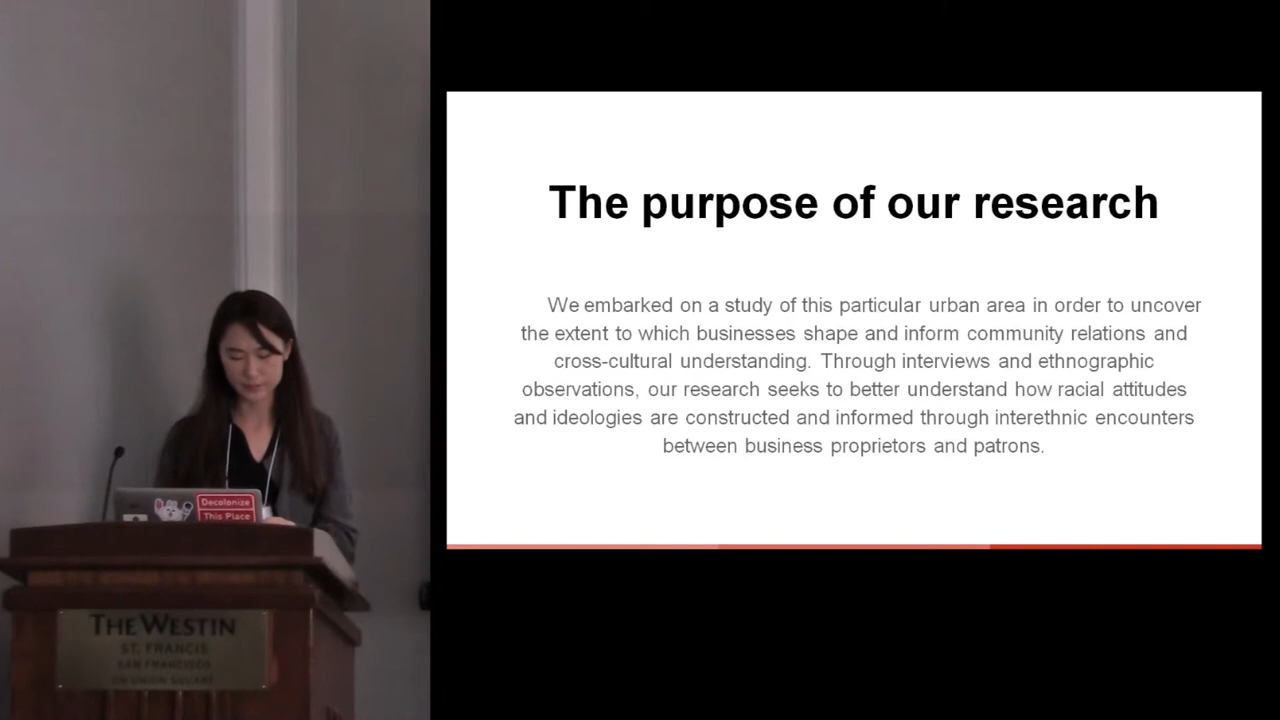 The purpose of our research
We embarked on a study of this particular urban area in order to uncover
the extent to which businesses shape and inform community relations and
cross-cultural understanding. Through interviews and ethnographic
observations, our research seeks to better understand how racial attitudes
and ideologies are constructed and informed through interethnic encounters
between business proprietors and patrons.
Decolonize
This Place
THE WESTIN
ST. FRANCIS
SAN FRANCISCO
ON UNION SQUARE